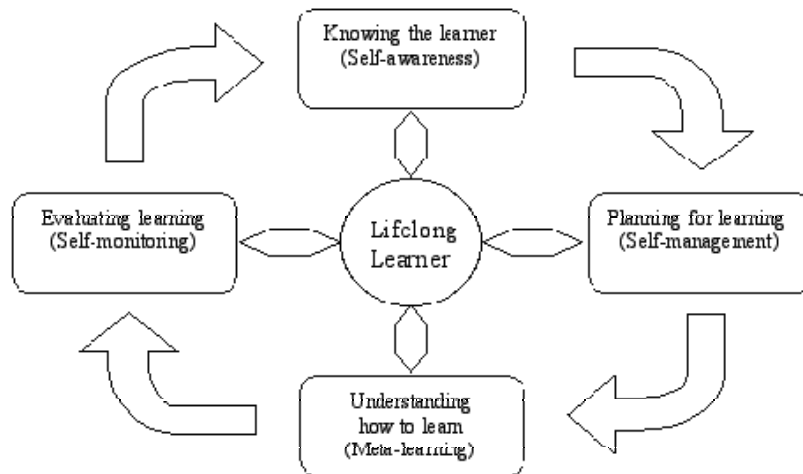 Knowing the learner
(Self-awareness)
Evaluating learning
(Self-monitoring)
Lifelong
Learner
Planning for learning
(Self-management)
Understanding
how to learn
(Meta-learning)